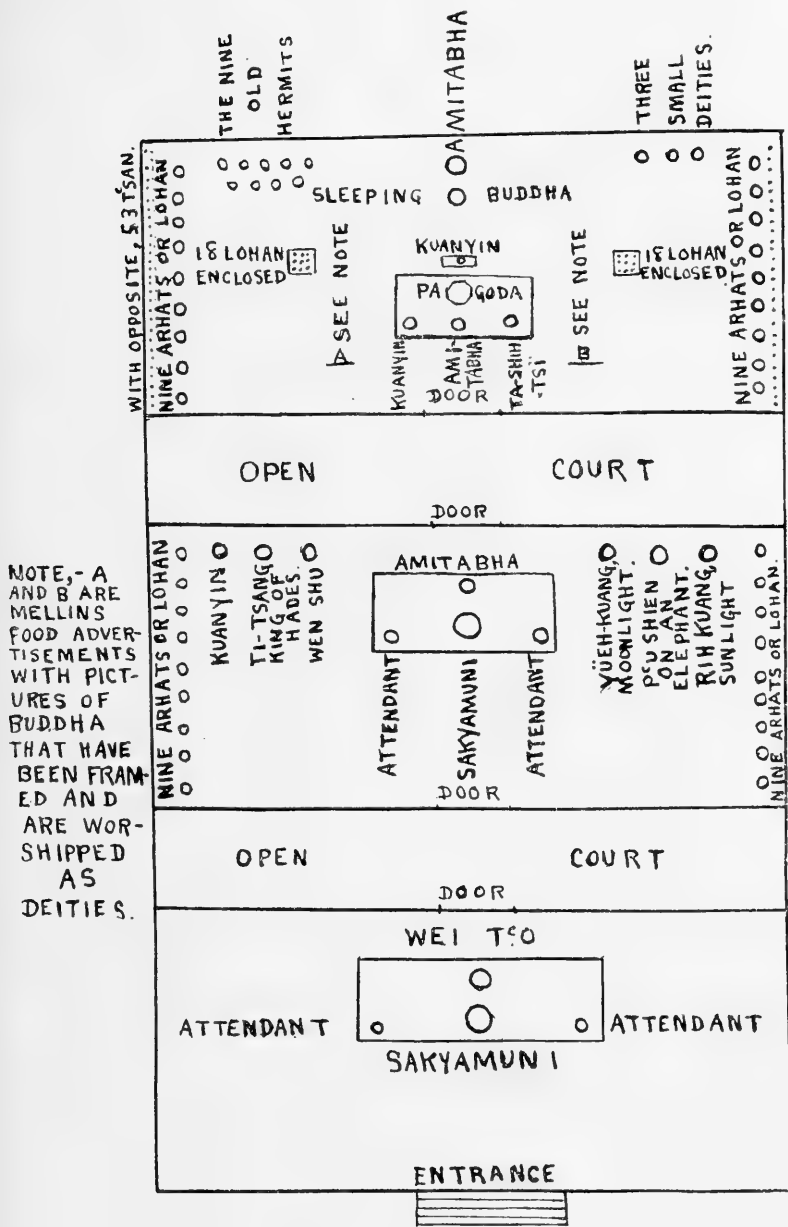 THE NINE
OLD
HERMITS
AMITABHA
THREE
SMALL
DEITIES.
WITH OPPOSITE, 53 TʿSAN.
NINE ARHATS OR LOHAN
SLEEPING BUDDHA
NINE ARHATS OR LOHAN
18 LOHAN
ENCLOSED
A SEE NOTE
KUANYIN
PAGODA
B SEE NOTE
18 LOHAN
ENCLOSED
KUANYIN
AMI-
TABHA
TA-SHIH
-TSI
DOOR
OPEN COURT
DOOR
NOTE,- A
AND B ARE
MELLINS
FOOD ADVER-
TISEMENTS
WITH PICT-
URES OF
BUDDHA
THAT HAVE
BEEN FRAM-
ED AND
ARE WOR-
SHIPPED
AS
DEITIES.
NINE ARHATS OR LOHAN
KUANYIN
TI-TSANG
KING OF
HADES.
WEN SHU
AMITABHA
ATTENDANT
SAKYAMUNI
ATTENDANT
YÜEH-KUANG,
MOONLIGHT.
PʿU SHIEN
ON AN
ELEPHANT.
RIH KUANG,
SUNLIGHT
NINE ARHATS OR LOHAN.
DOOR
OPEN COURT
DOOR
WEI TʿO
ATTENDANT ATTENDANT
SAKYAMUNI
ENTRANCE